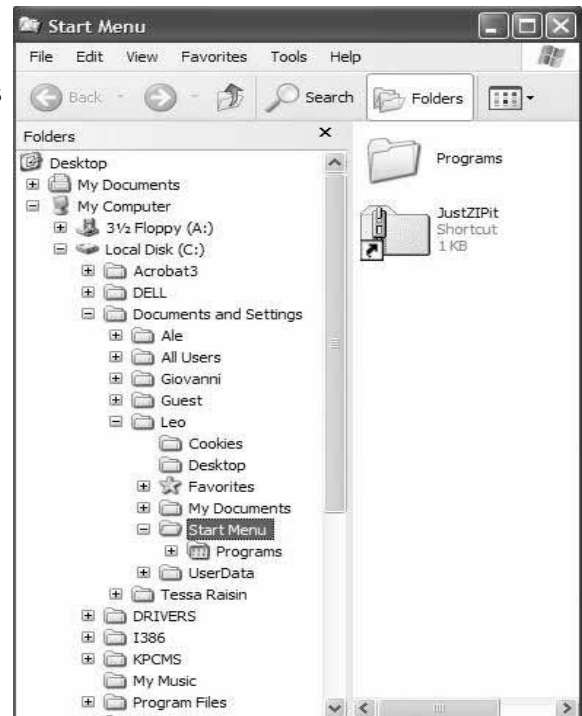 Start Menu
File Edit View Favorites Tools Help
Back Search Folders
Folders
Desktop
My Documents
My Computer
3½ Floppy (A:)
Local Disk (C:)
Acrobat3
DELL
Documents and Settings
Ale
All Users
Giovanni
Guest
Leo
Cookies
Desktop
Favorites
My Documents
Start Menu
Programs
UserData
Tessa Raisin
DRIVERS
I386
KPCMS
My Music
Program Files
Programs
JustZIPit
Shortcut
1 KB